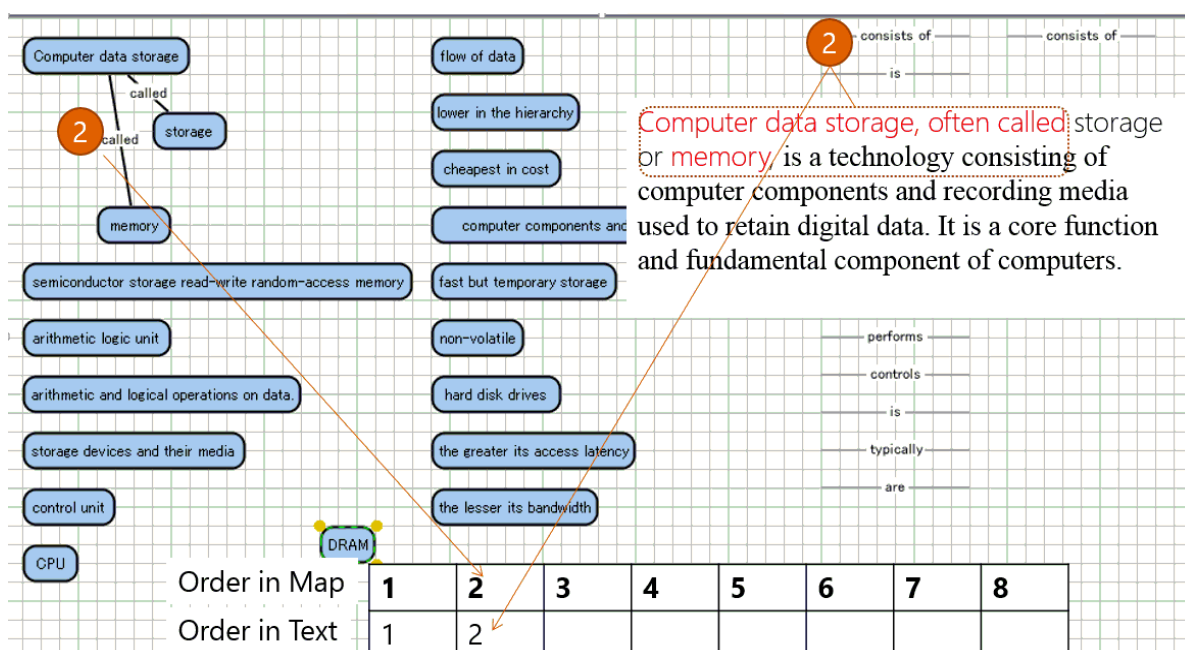 Computer data storage
called
2
called
storage
memory
semiconductor storage read-write random-access memory
arithmetic logic unit
arithmetic and logical operations on data.
storage devices and their media
control unit
CPU
DRAM
flow of data
lower in the hierarchy
cheapest in cost
computer components and
fast but temporary storage
non-volatile
hard disk drives
the greater its access latency
the lesser its bandwidth
2
consists of
consists of
is
Computer data storage, often called storage
or memory, is a technology consisting of
computer components and recording media
used to retain digital data. It is a core function
and fundamental component of computers.
performs
controls
is
typically
are
Order in Map 1 2 3 4 5 6 7 8
Order in Text 1 2